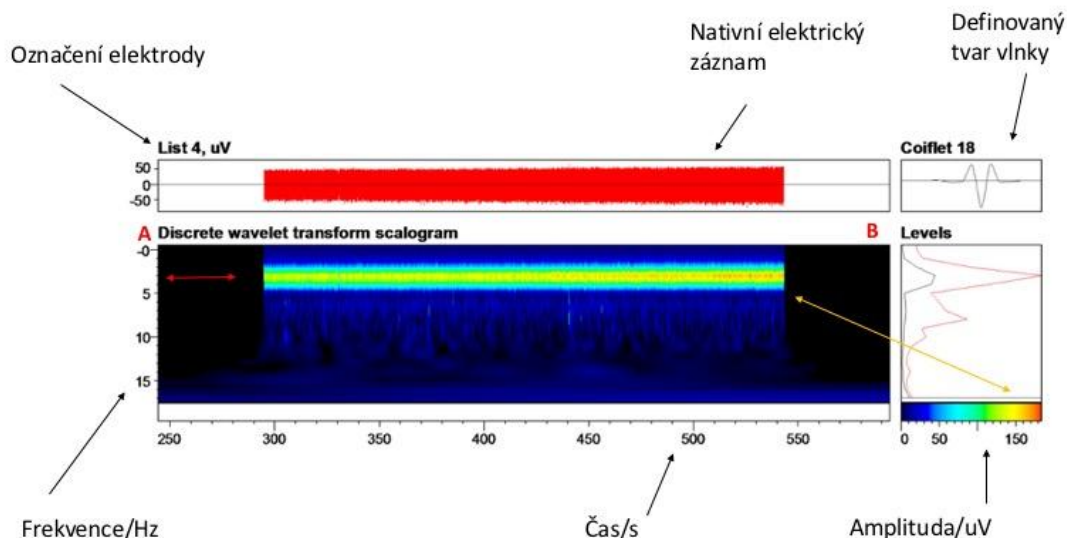 Označení elektrody
Nativní elektrický
záznam
Definovaný
tvar vlnky
List 4, uV
Coiflet 18
50
0
-50
A Discrete wavelet transform scalogram B
Levels
-0
5
10
15
250 300 350 400 450 500 550
0 50 150
Frekvence/Hz
Čas/s
Amplituda/uV